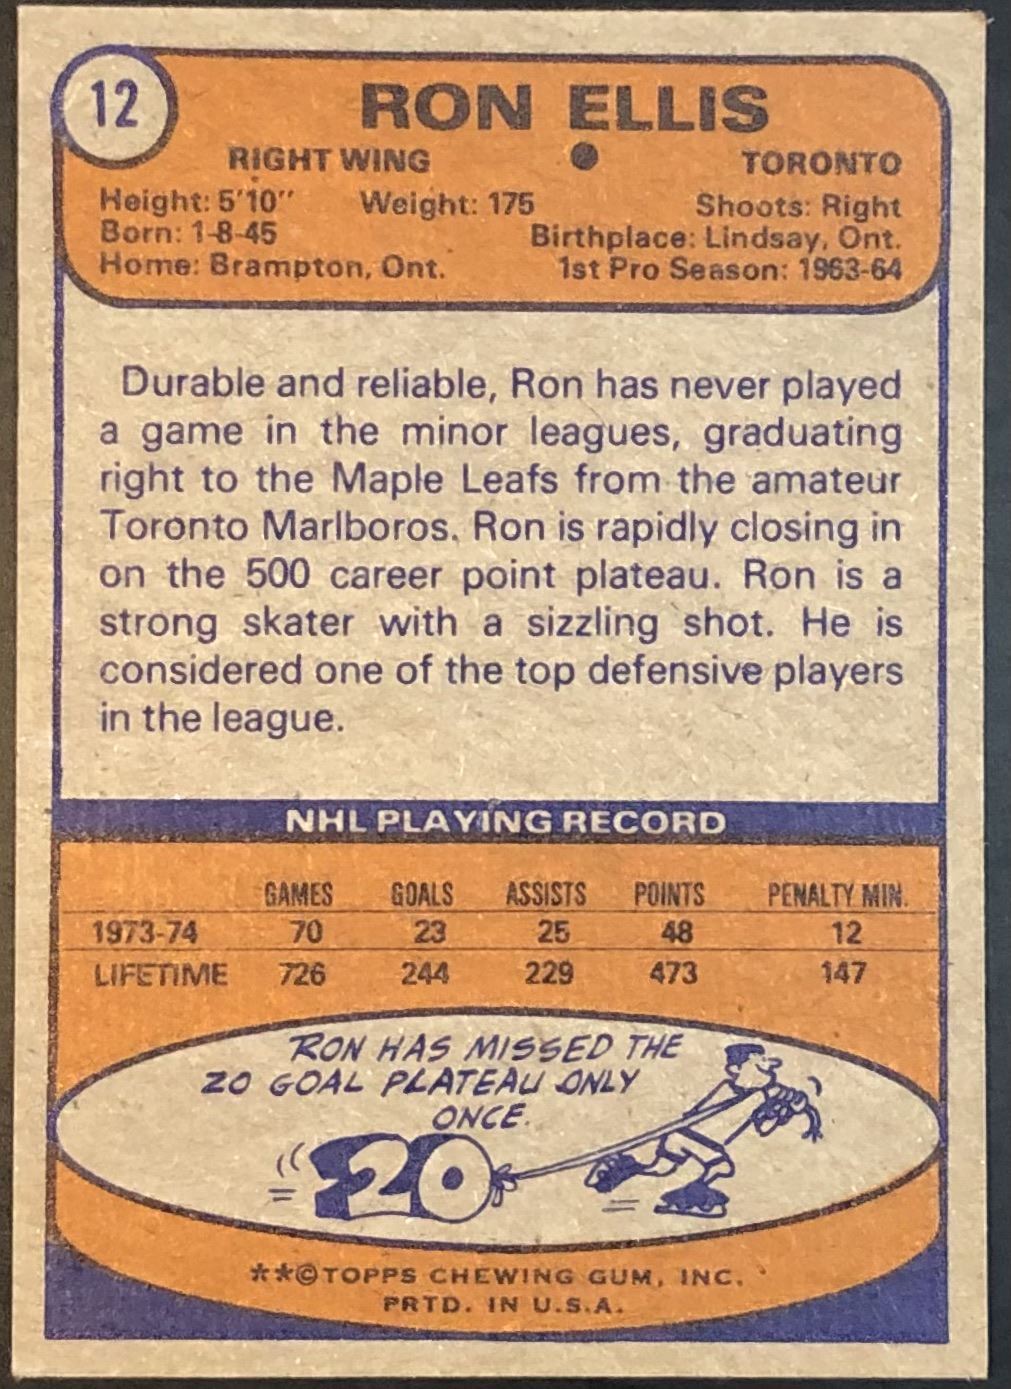 12
RON ELLIS
RIGHT WING ● TORONTO
Height: 5'10" Weight: 175 Shoots: Right
Born: 1-8-45 Birthplace: Lindsay, Ont.
Home: Brampton, Ont. 1st Pro Season: 1963-64
Durable and reliable, Ron has never played
a game in the minor leagues, graduating
right to the Maple Leafs from the amateur
Toronto Marlboros. Ron is rapidly closing in
on the 500 career point plateau. Ron is a
strong skater with a sizzling shot. He is
considered one of the top defensive players
in the league.
NHL PLAYING RECORD
GAMES GOALS ASSISTS POINTS PENALTY MIN.
1973-74 70 23 25 48 12
LIFETIME 726 244 229 473 147
RON HAS MISSED THE
20 GOAL PLATEAU ONLY
ONCE.
20
**©TOPPS CHEWING GUM, INC.
PRTD. IN U.S.A.